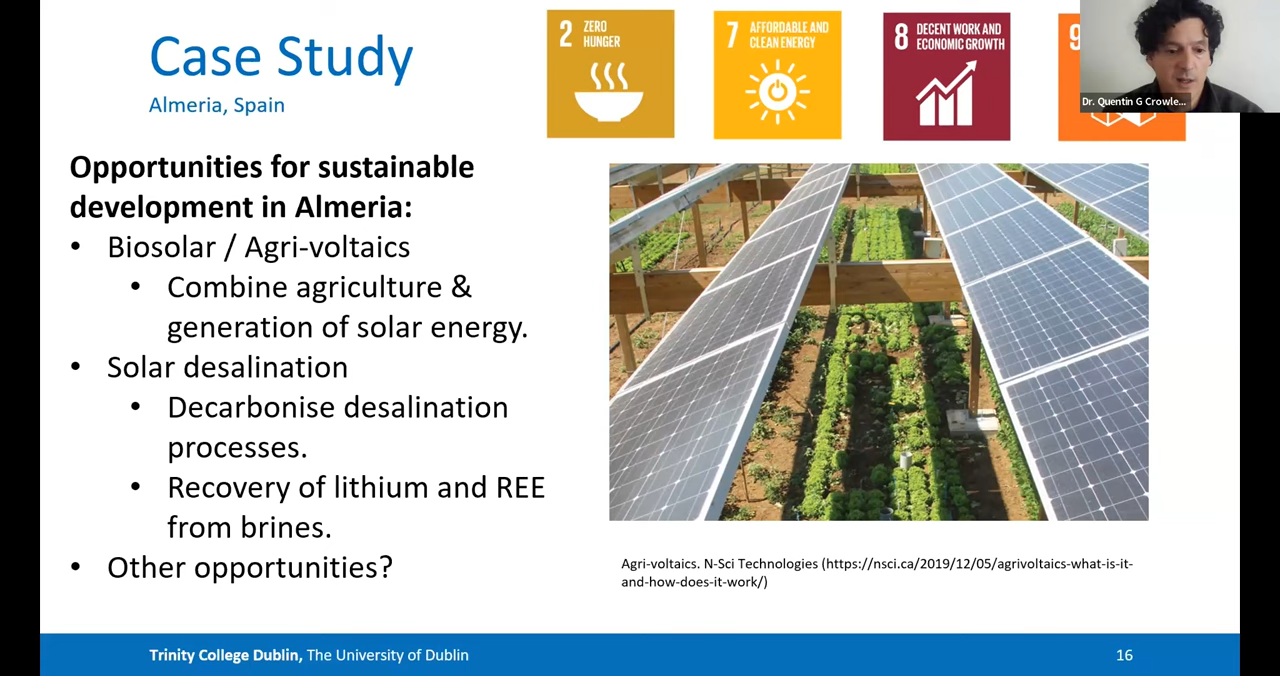 Case Study
Almeria, Spain
2 ZERO
HUNGER
7 AFFORDABLE AND
CLEAN ENERGY
8 DECENT WORK AND
ECONOMIC GROWTH
9
Dr. Quentin G Crowle...
Opportunities for sustainable
development in Almeria:
• Biosolar / Agri-voltaics
• Combine agriculture &
generation of solar energy.
• Solar desalination
• Decarbonise desalination
processes.
• Recovery of lithium and REE
from brines.
• Other opportunities?
Agri-voltaics. N-Sci Technologies (https://nsci.ca/2019/12/05/agrivoltaics-what-is-it-
and-how-does-it-work/)
Trinity College Dublin, The University of Dublin
16